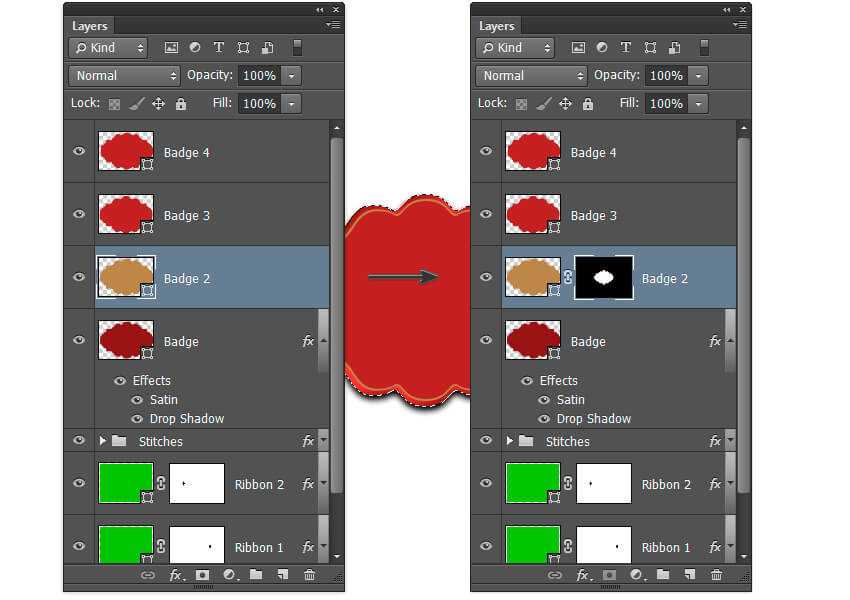 Layers
Kind
Normal Opacity: 100%
Lock: Fill: 100%
Badge 4
Badge 3
Badge 2
Badge fx
Effects
Satin
Drop Shadow
Stitches fx
Ribbon 2 fx
Ribbon 1 fx
fx
Layers
Kind
Normal Opacity: 100%
Lock: Fill: 100%
Badge 4
Badge 3
Badge 2
Badge fx
Effects
Satin
Drop Shadow
Stitches fx
Ribbon 2 fx
Ribbon 1 fx
fx